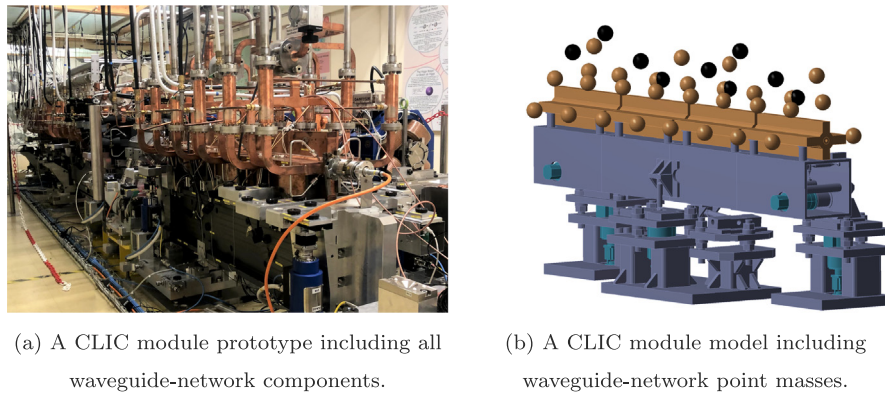 (a) A CLIC module prototype including all
waveguide-network components.
(b) A CLIC module model including
waveguide-network point masses.